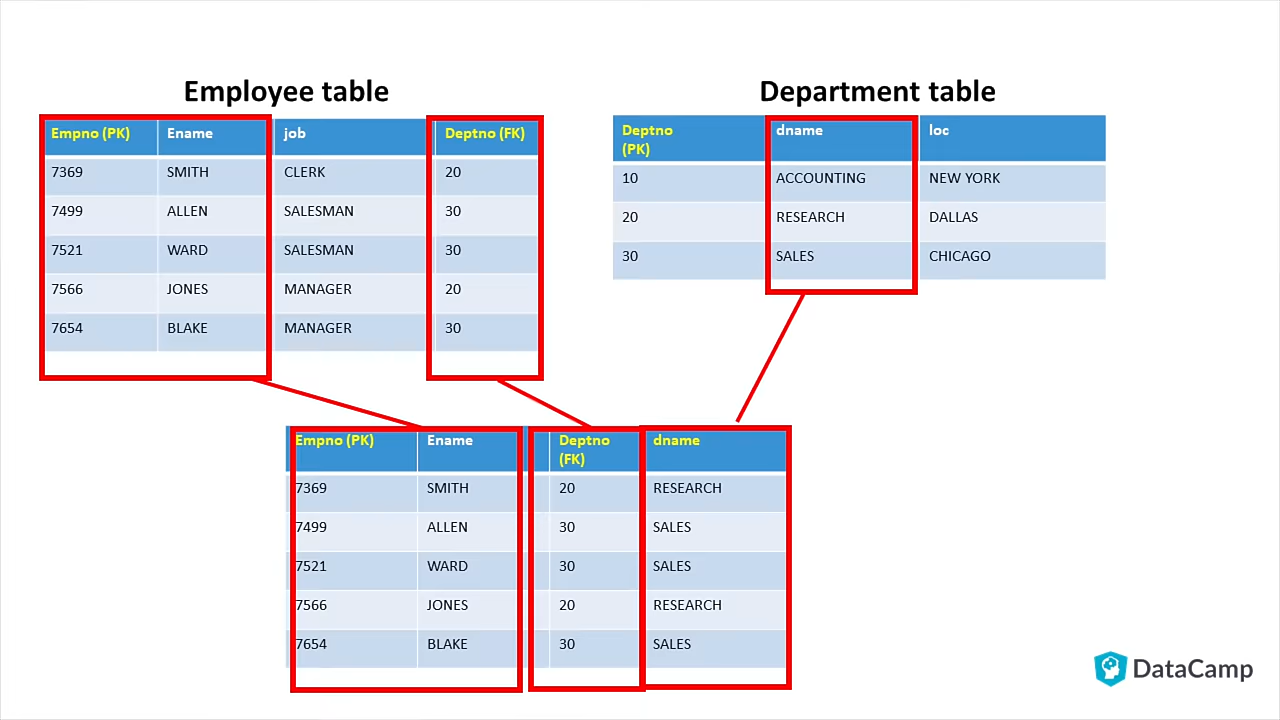 Employee table
Empno (PK) Ename job Deptno (FK)
7369 SMITH CLERK 20
7499 ALLEN SALESMAN 30
7521 WARD SALESMAN 30
7566 JONES MANAGER 20
7654 BLAKE MANAGER 30
Department table
Deptno
(PK)
dname loc
10 ACCOUNTING NEW YORK
20 RESEARCH DALLAS
30 SALES CHICAGO
Empno (PK) Ename Deptno
(FK)
dname
7369 SMITH 20 RESEARCH
7499 ALLEN 30 SALES
7521 WARD 30 SALES
7566 JONES 20 RESEARCH
7654 BLAKE 30 SALES
DataCamp